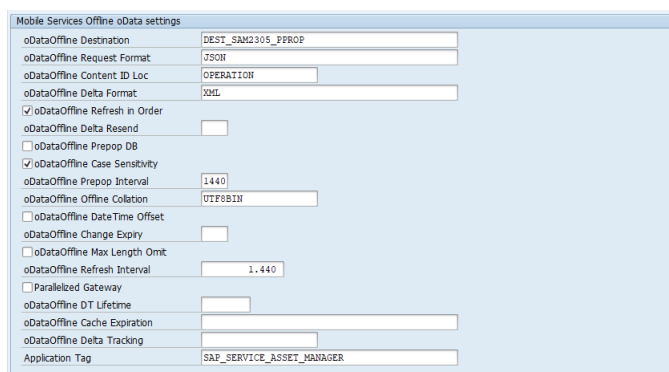 Mobile Services Offline oData settings
oDataOffline Destination DEST_SAM2305_PPROP
oDataOffline Request Format JSON
oDataOffline Content ID Loc OPERATION
oDataOffline Delta Format XML
oDataOffline Refresh in Order
oDataOffline Delta Resend
oDataOffline Prepop DB
oDataOffline Case Sensitivity
oDataOffline Prepop Interval 1440
oDataOffline Offline Collation UTF8BIN
oDataOffline DateTime Offset
oDataOffline Change Expiry
oDataOffline Max Length Omit
oDataOffline Refresh Interval 1.440
Parallelized Gateway
oDataOffline DT Lifetime
oDataOffline Cache Expiration
oDataOffline Delta Tracking
Application Tag SAP_SERVICE_ASSET_MANAGER